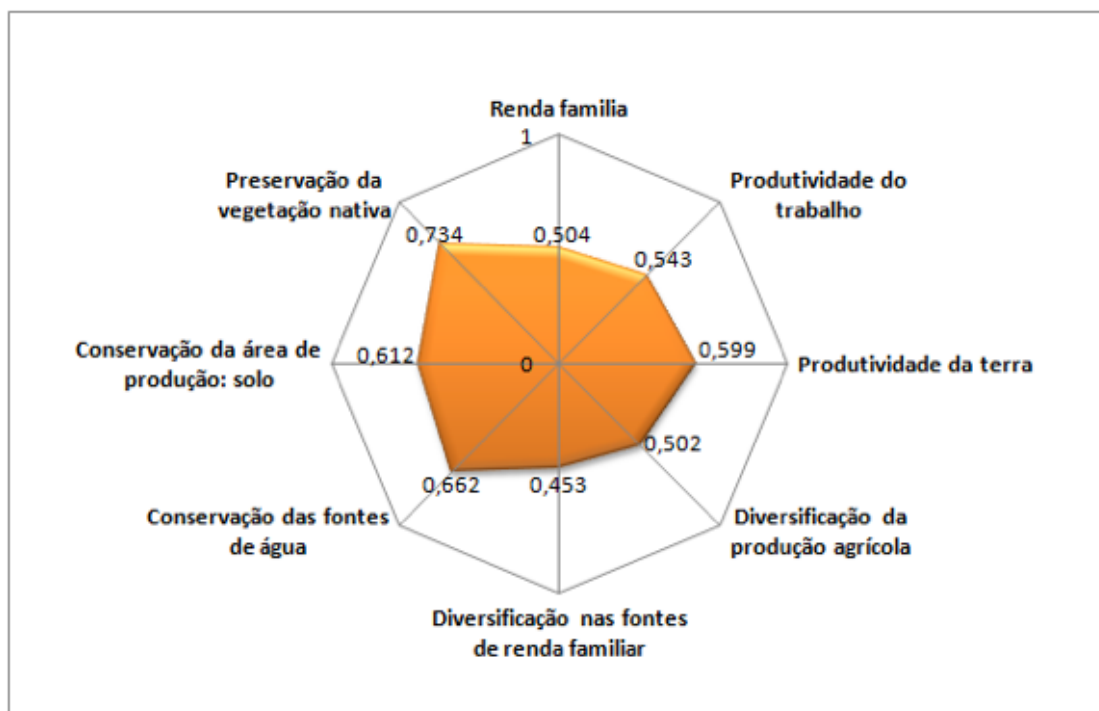 Renda familia
1
Preservação da
vegetação nativa
Produtividade do
trabalho
0,734
0,504
0,543
Conservação da área de
produção: solo
0,612
0
0,599
Produtividade da terra
0,502
0,662
0,453
Conservação das fontes
de água
Diversificação da
produção agrícola
Diversificação nas fontes
de renda familiar